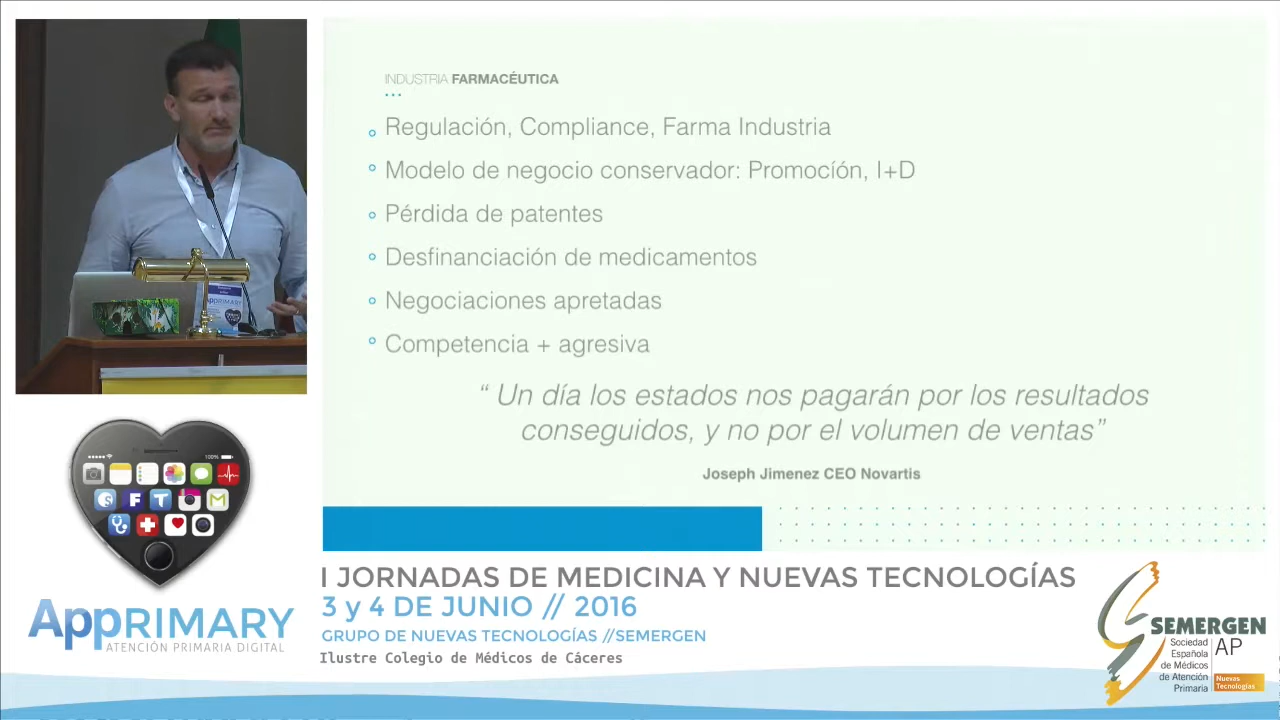 INDUSTRIA FARMACÉUTICA
Regulación, Compliance, Farma Industria
Modelo de negocio conservador: Promoción, I+D
Pérdida de patentes
Desfinanciación de medicamentos
Negociaciones apretadas
Competencia + agresiva
“ Un día los estados nos pagarán por los resultados
conseguidos, y no por el volumen de ventas”
Joseph Jimenez CEO Novartis
APPRIMARY
100%
F T M
AppRIMARY
ATENCIÓN PRIMARIA DIGITAL
I JORNADAS DE MEDICINA Y NUEVAS TECNOLOGÍAS
3 y 4 DE JUNIO // 2016
GRUPO DE NUEVAS TECNOLOGÍAS //SEMERGEN
Ilustre Colegio de Médicos de Cáceres
SEMERGEN
Sociedad
Española
de Médicos
de Atención
Primaria
AP
Nuevas
Tecnologías